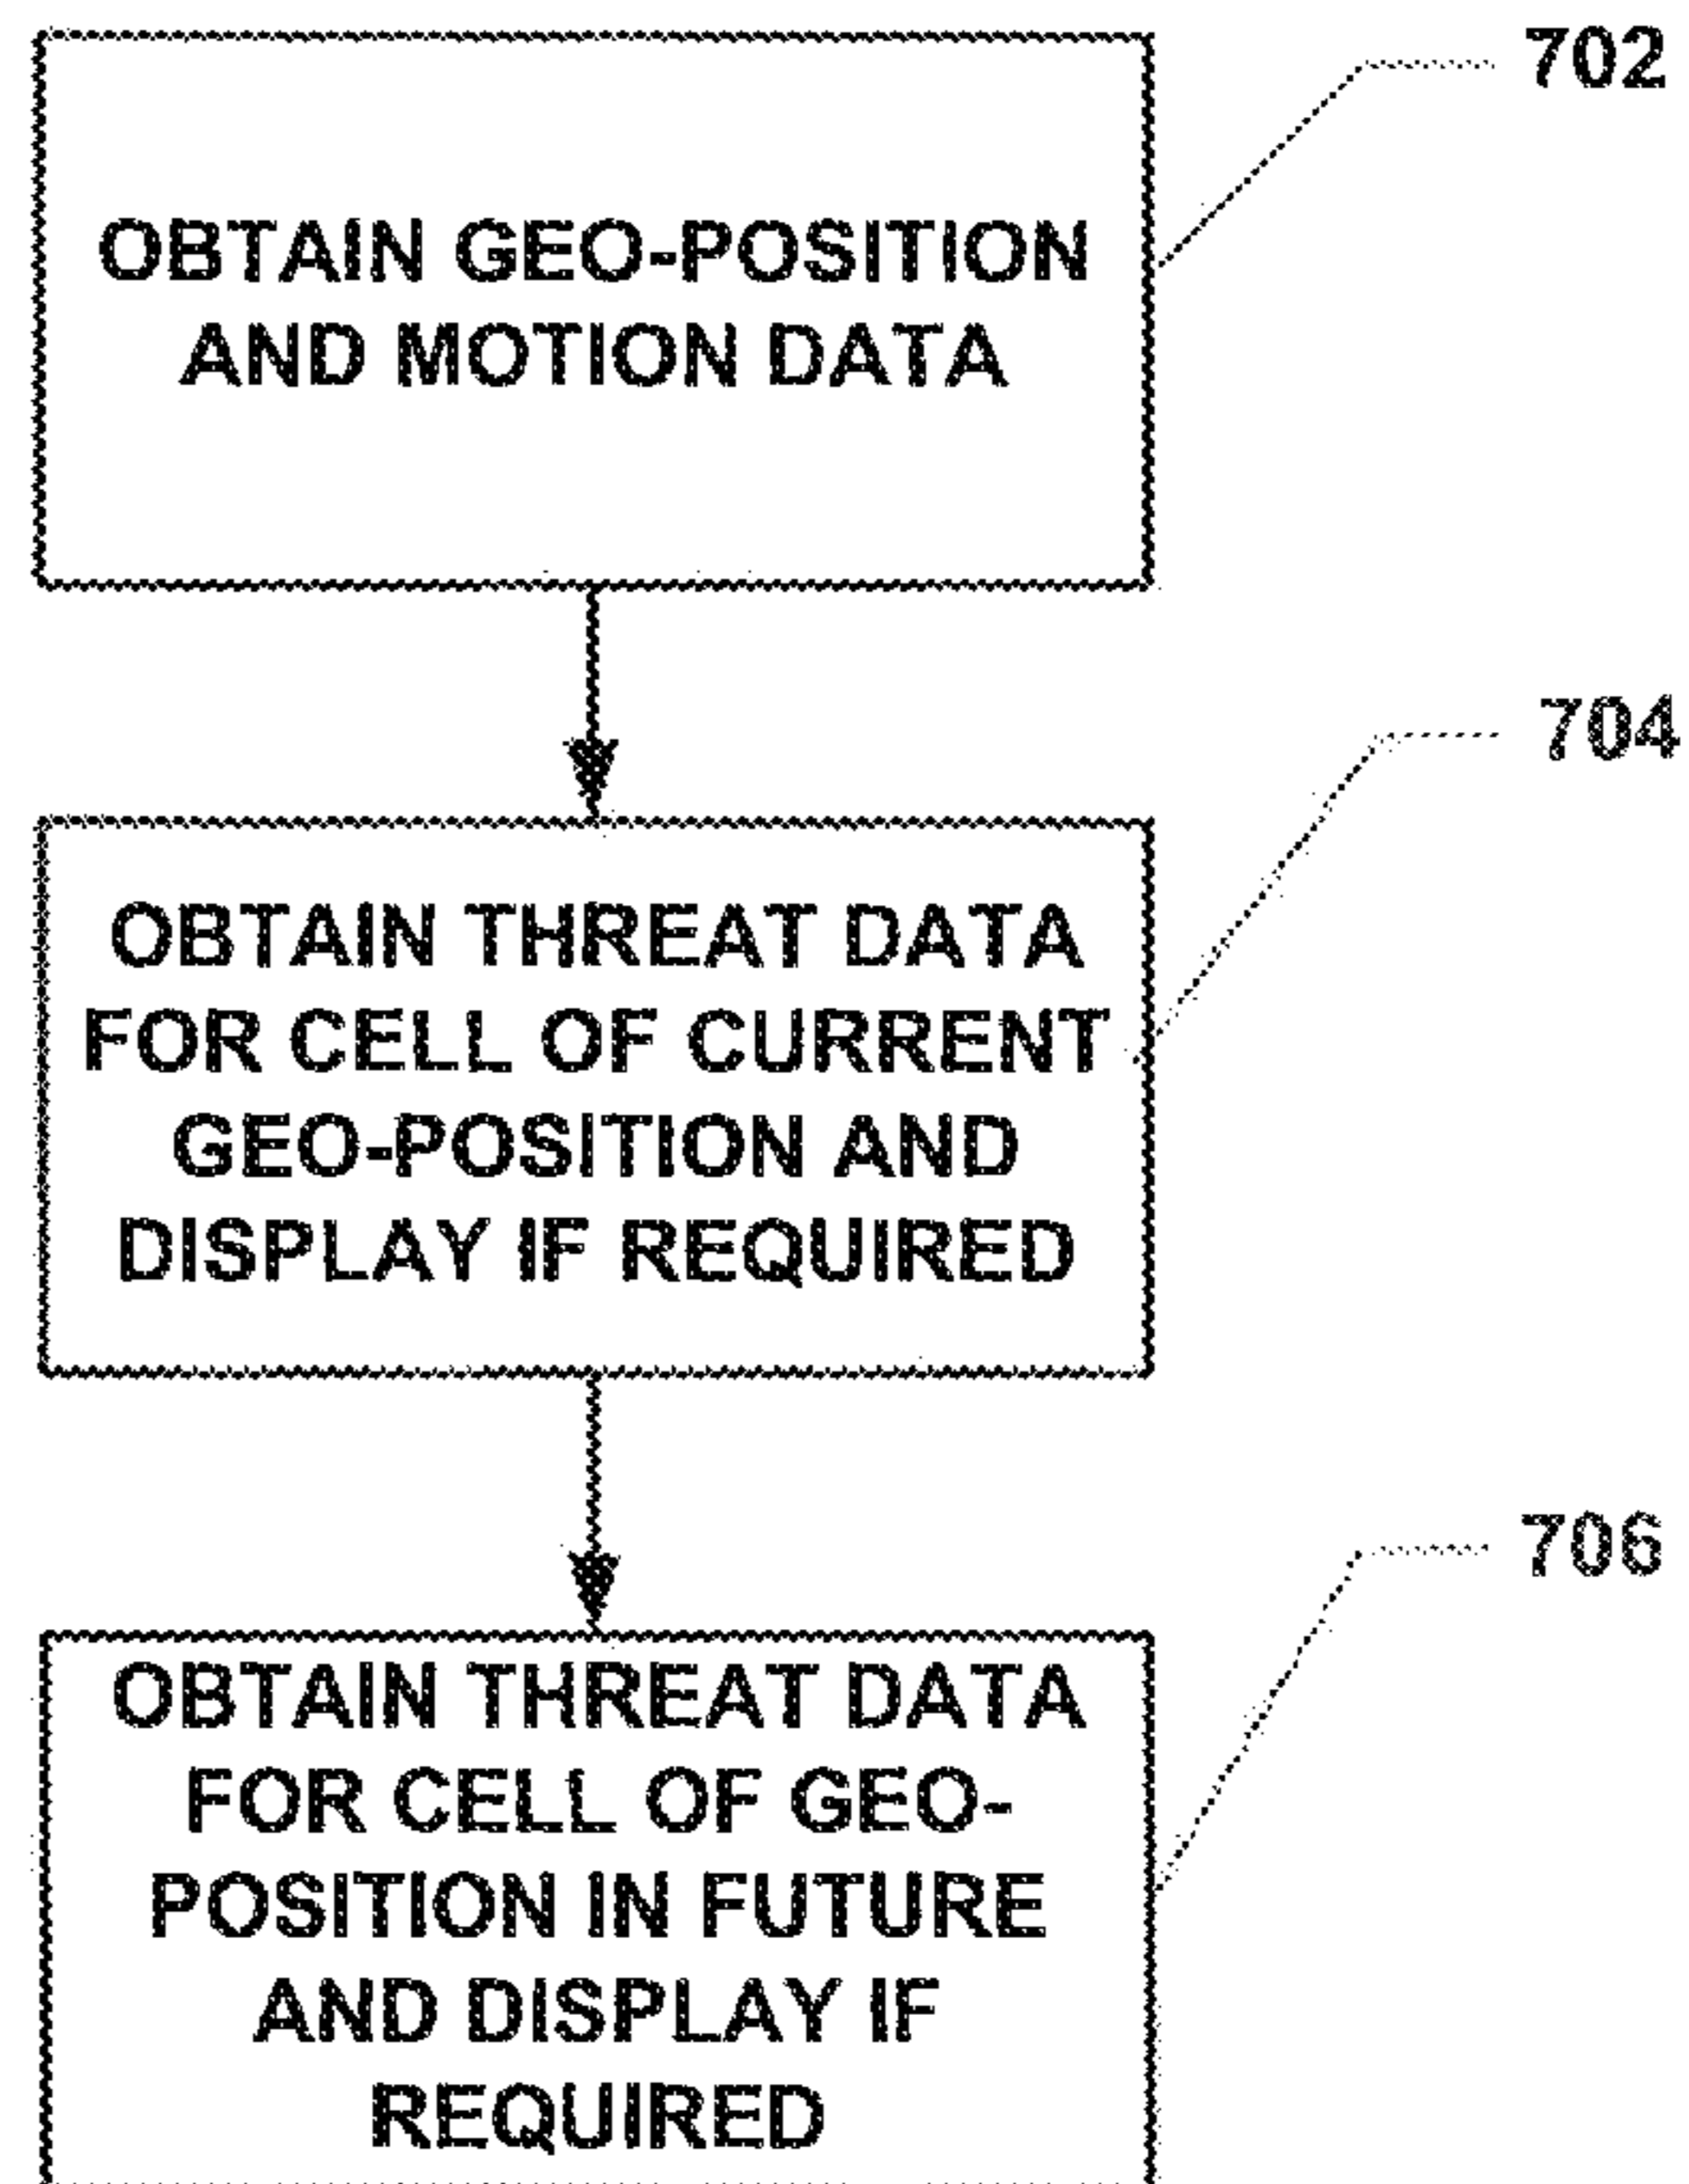 702
OBTAIN GEO-POSITION
AND MOTION DATA
704
OBTAIN THREAT DATA
FOR CELL OF CURRENT
GEO-POSITION AND
DISPLAY IF REQUIRED
706
OBTAIN THREAT DATA
FOR CELL OF GEO-
POSITION IN FUTURE
AND DISPLAY IF
REQUIRED